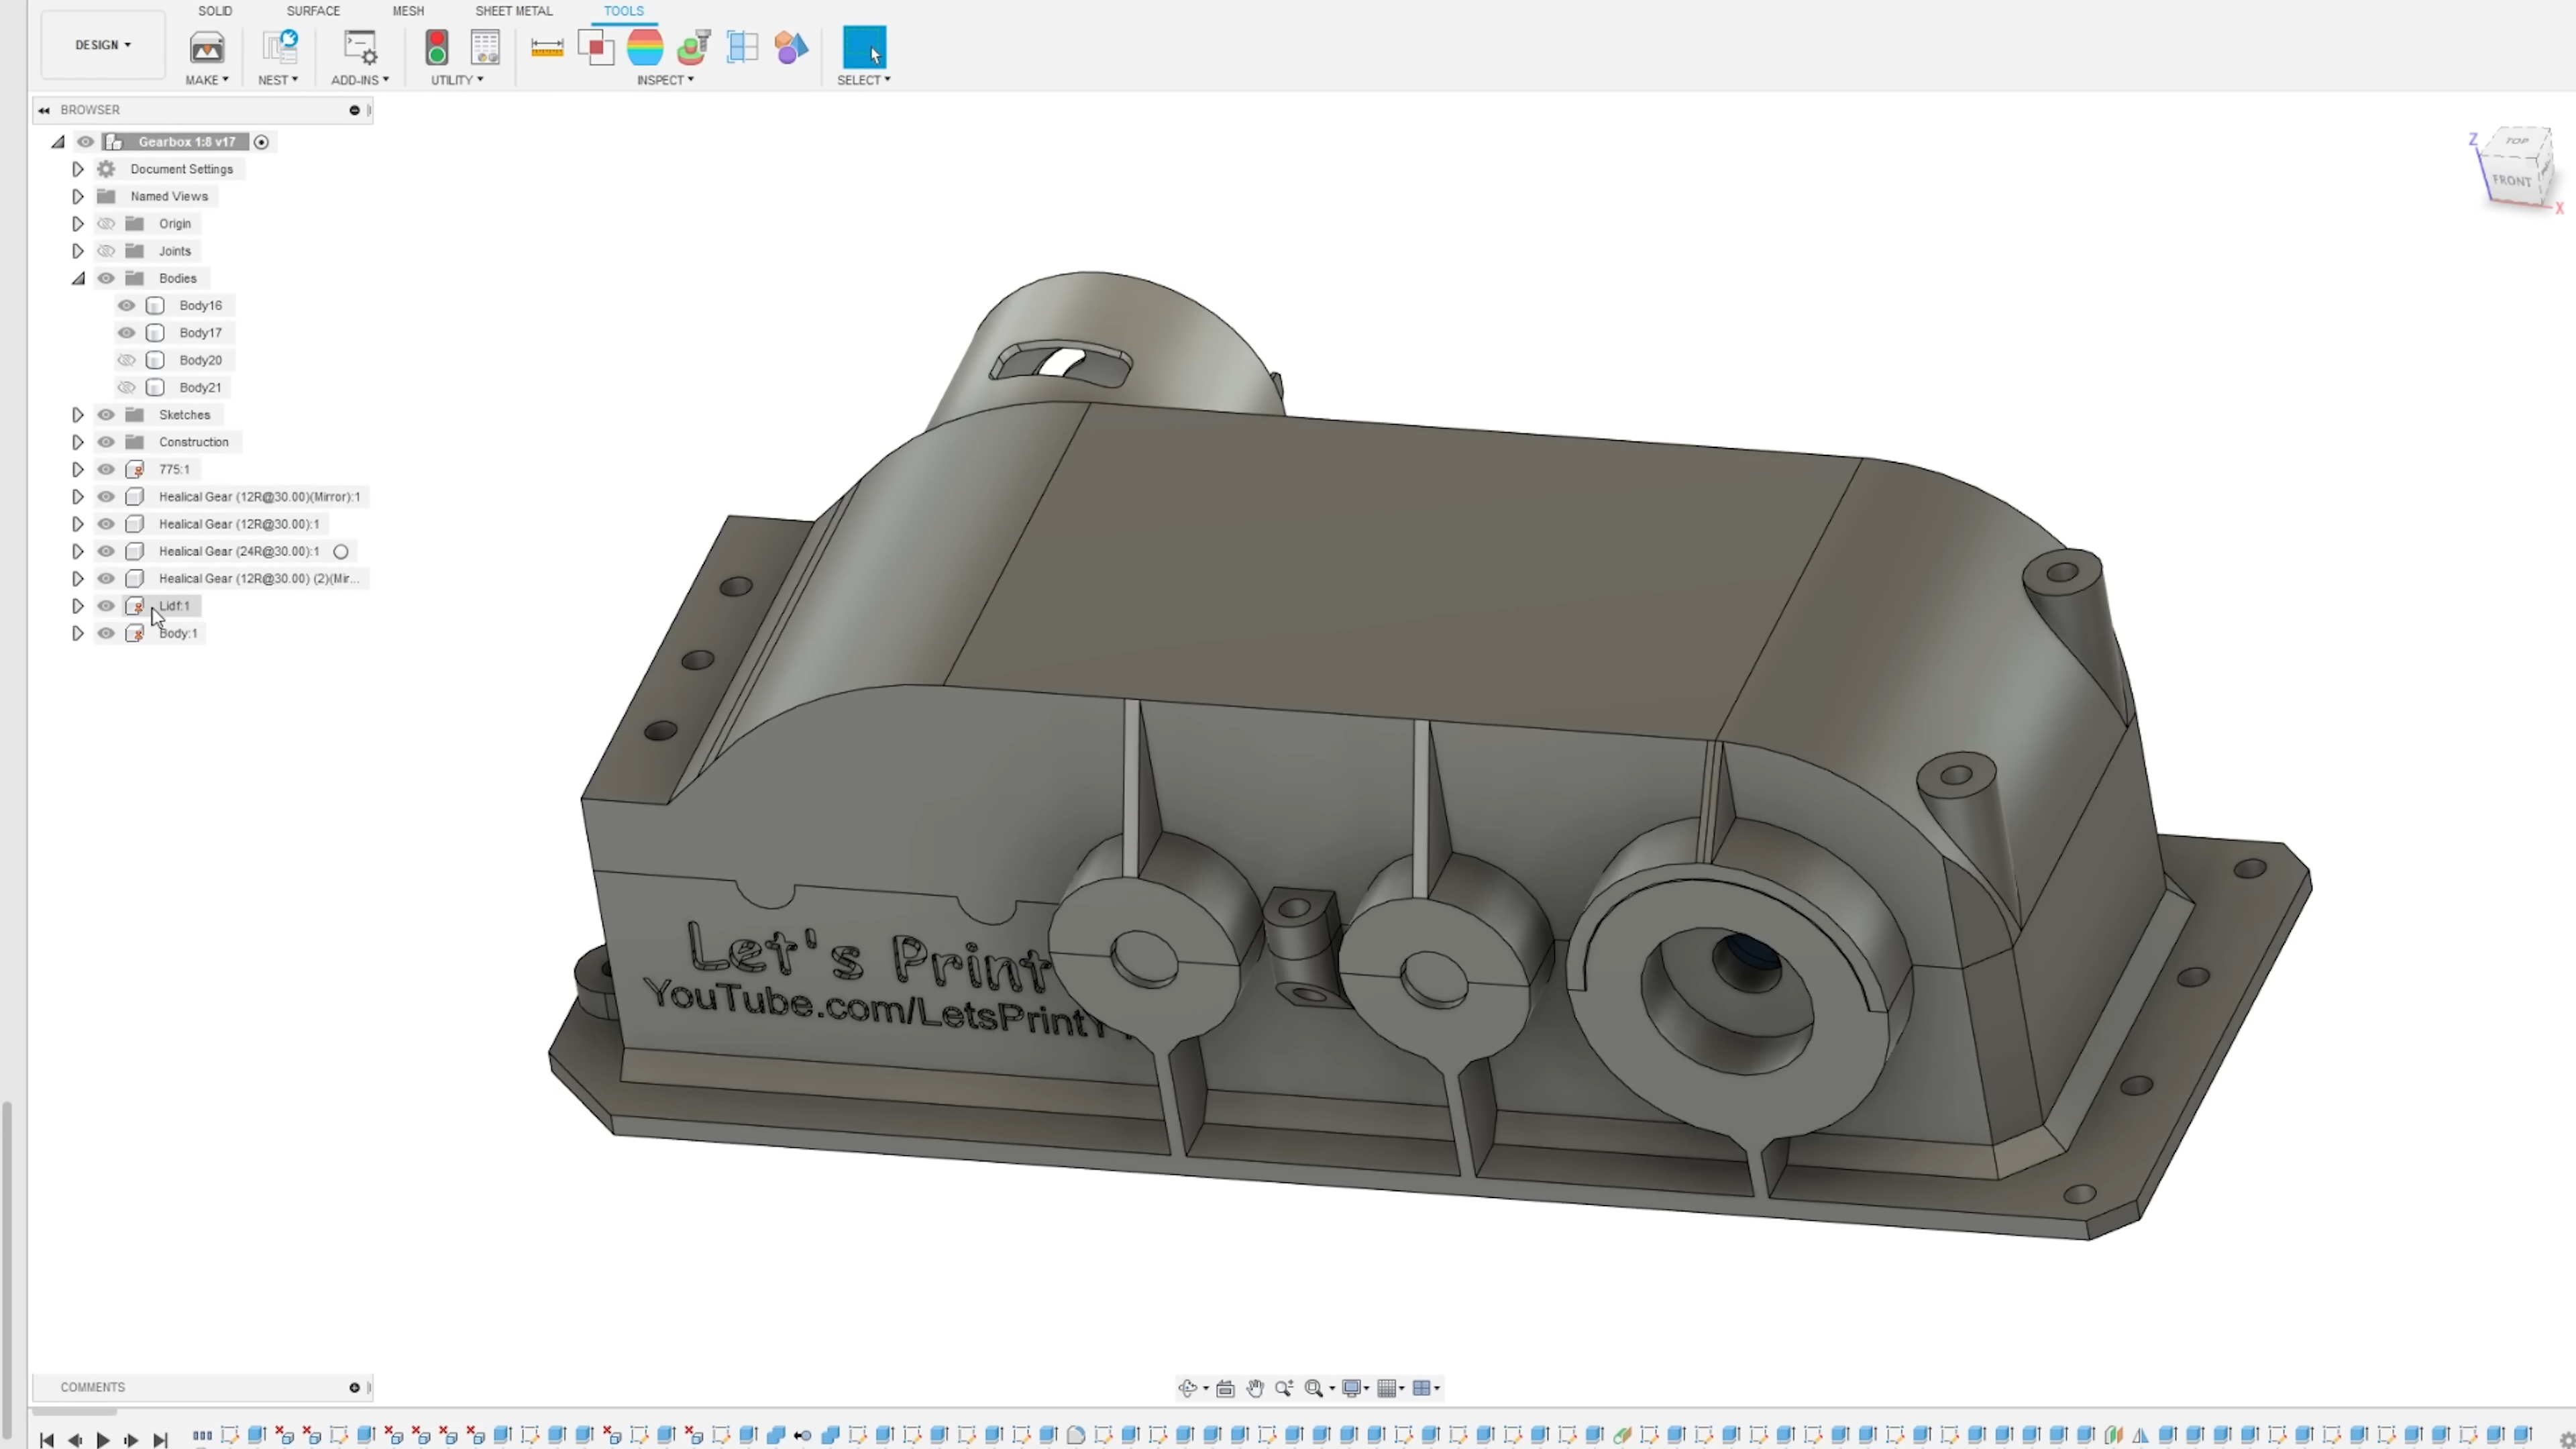 SOLID SURFACE MESH SHEET METAL TOOLS
DESIGN
MAKE NEST ADD-INS UTILITY INSPECT SELECT
BROWSER
Gearbox 1:8 v17
Document Settings
Named Views
Origin
Joints
Bodies
Body16
Body17
Body20
Body21
Sketches
Construction
775:1
Healical Gear (12R@30.00)(Mirror):1
Healical Gear (12R@30.00):1
Healical Gear (24R@30.00):1
Healical Gear (12R@30.00) (2)(Mir...
Lidf:1
Body:1
Z
TOP
FRONT
X
Let's Print
YouTube.com/LetsPrintY
COMMENTS